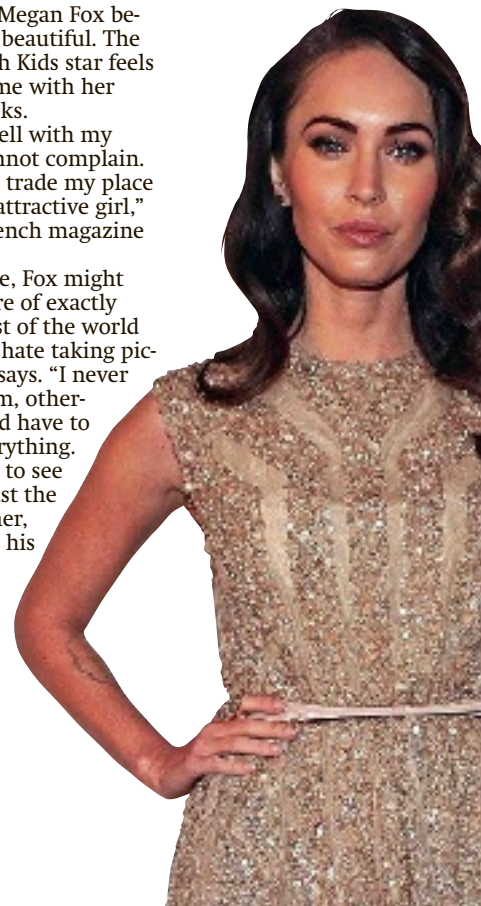 Megan Fox be-
beautiful. The
h Kids star feels
me with her
ks.
ell with my
nnot complain.
trade my place
attractive girl,”
ench magazine
e, Fox might
re of exactly
st of the world
hate taking pic-
says. “I never
m, other-
d have to
rything.
to see
st the
her,
his